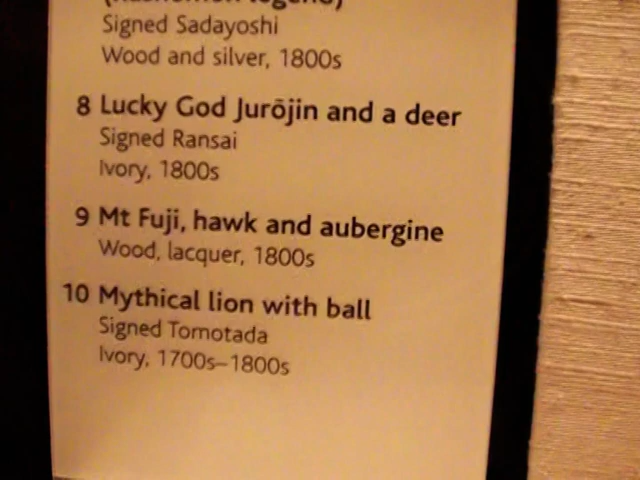 Signed Sadayoshi
Wood and silver, 1800s
8 Lucky God Jurōjin and a deer
Signed Ransai
Ivory, 1800s
9 Mt Fuji, hawk and aubergine
Wood, lacquer, 1800s
10 Mythical lion with ball
Signed Tomotada
Ivory, 1700s–1800s